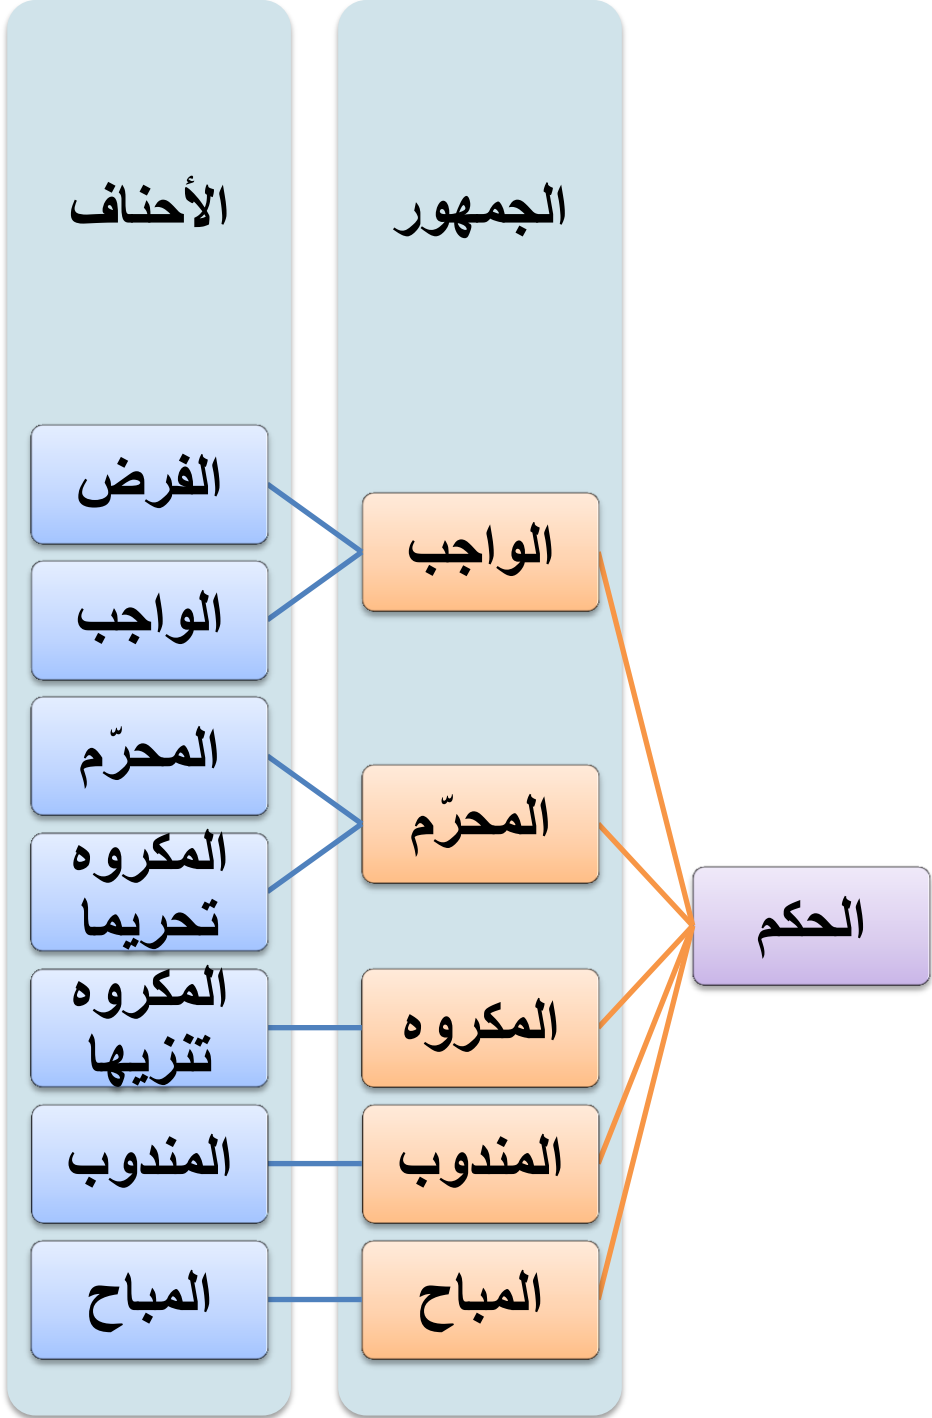 الجمهور
الأحناف
الحكم
الواجب
المحرّم
المكروه
المندوب
المباح
الفرض
الواجب
المحرّم
المكروه
تحريما
المكروه
تنزيها
المندوب
المباح